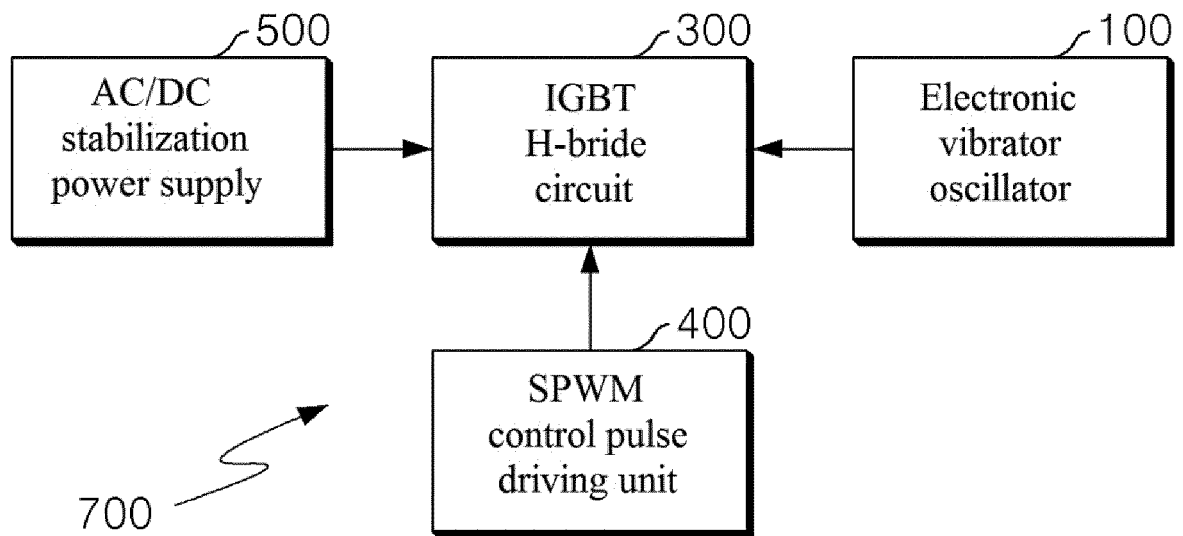 500
300
100
AC/DC
stabilization
power supply
IGBT
H-bride
circuit
Electronic
vibrator
oscillator
400
SPWM
control pulse
driving unit
700